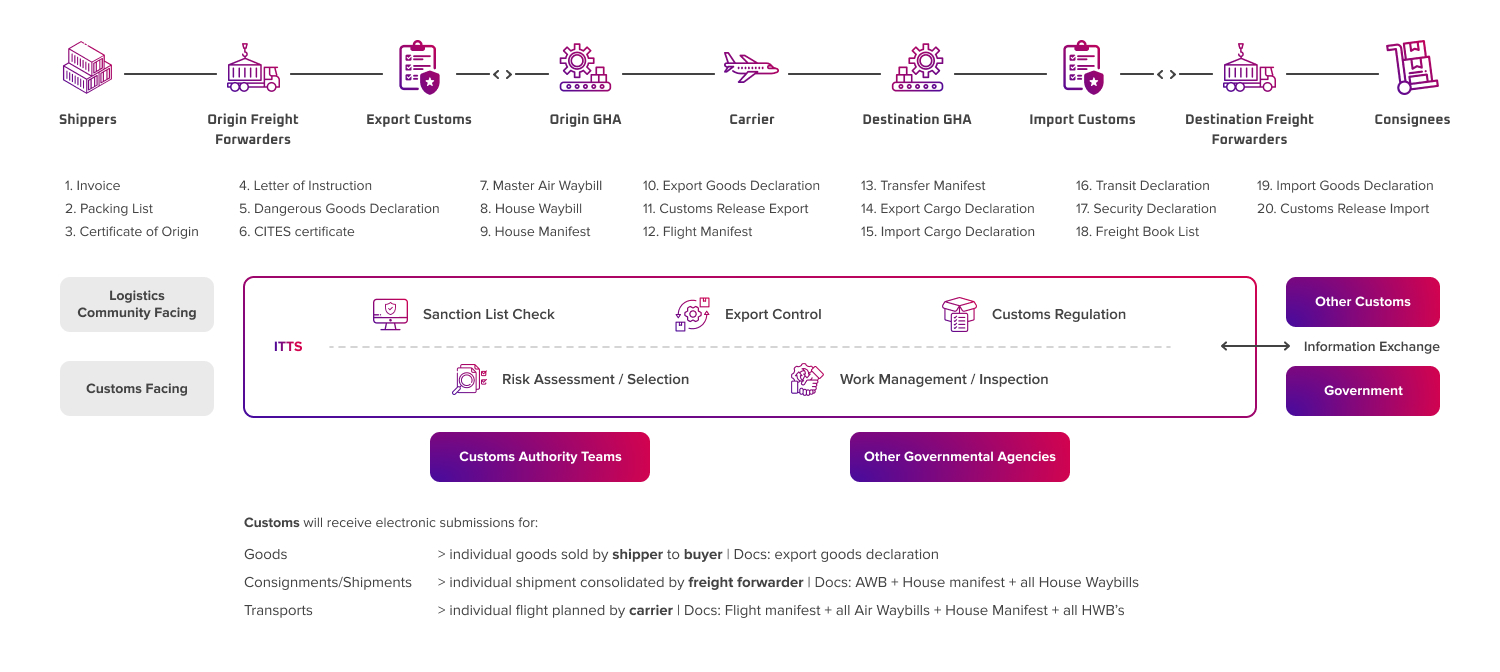 Shippers
Origin Freight
Forwarders
Export Customs
Origin GHA
Carrier
Destination GHA
Import Customs
Destination Freight
Forwarders
Consignees
1. Invoice
2. Packing List
3. Certificate of Origin
4. Letter of Instruction
5. Dangerous Goods Declaration
6. CITES certificate
7. Master Air Waybill
8. House Waybill
9. House Manifest
10. Export Goods Declaration
11. Customs Release Export
12. Flight Manifest
13. Transfer Manifest
14. Export Cargo Declaration
15. Import Cargo Declaration
16. Transit Declaration
17. Security Declaration
18. Freight Book List
19. Import Goods Declaration
20. Customs Release Import
Logistics
Community Facing
Customs Facing
ITTS
Sanction List Check
Export Control
Customs Regulation
Risk Assessment / Selection
Work Management / Inspection
Other Customs
Information Exchange
Government
Customs Authority Teams
Other Governmental Agencies
Customs will receive electronic submissions for:
Goods > individual goods sold by shipper to buyer | Docs: export goods declaration
Consignments/Shipments > individual shipment consolidated by freight forwarder | Docs: AWB + House manifest + all House Waybills
Transports > individual flight planned by carrier | Docs: Flight manifest + all Air Waybills + House Manifest + all HWB's